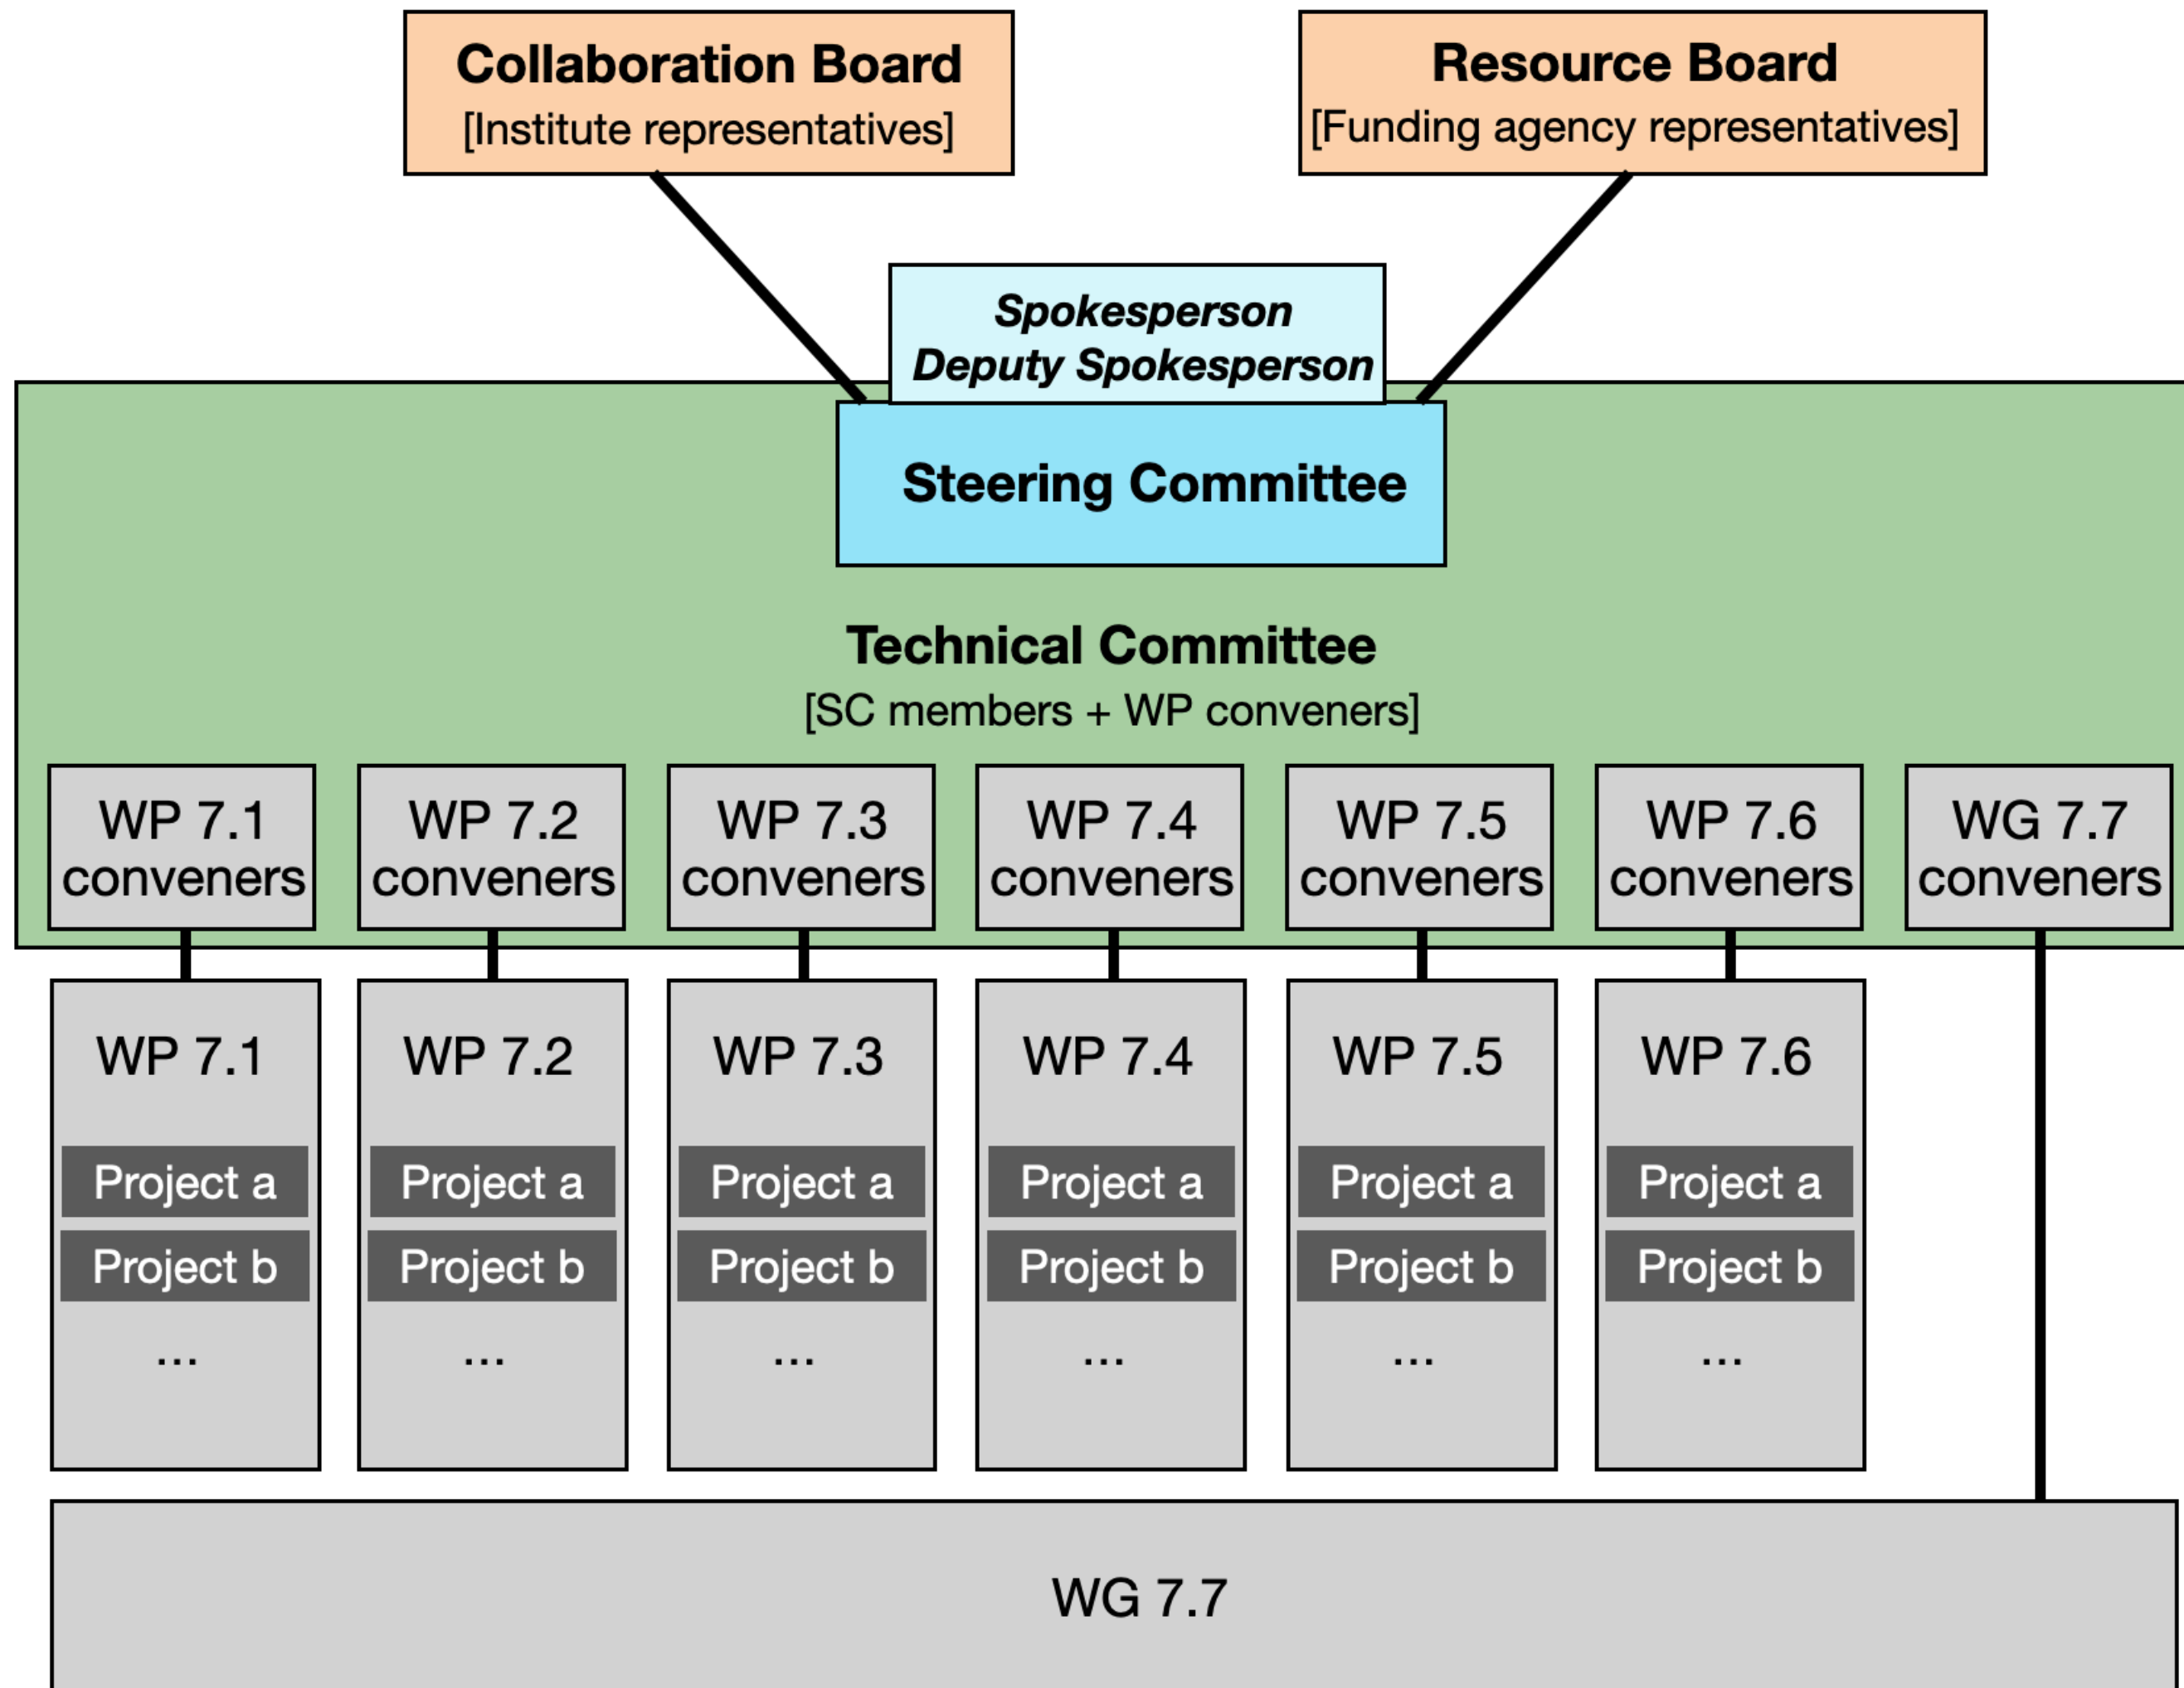 Collaboration Board
[Institute representatives]
Resource Board
[Funding agency representatives]
Spokesperson
Deputy Spokesperson
Steering Committee
Technical Committee
[SC members + WP conveners]
WP 7.1
conveners
WP 7.2
conveners
WP 7.3
conveners
WP 7.4
conveners
WP 7.5
conveners
WP 7.6
conveners
WG 7.7
conveners
WP 7.1
Project a
Project b
...
WP 7.2
Project a
Project b
...
WP 7.3
Project a
Project b
...
WP 7.4
Project a
Project b
...
WP 7.5
Project a
Project b
...
WP 7.6
Project a
Project b
...
WG 7.7